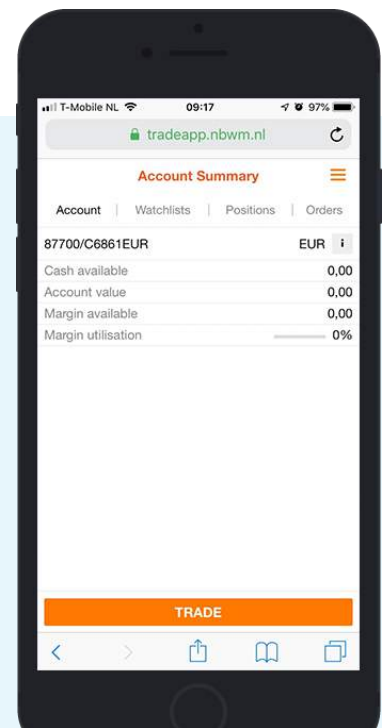 T-Mobile NL 09:17 97%
tradeapp.nbwm.nl
Account Summary
Account | Watchlists | Positions | Orders
87700/C6861EUR EUR i
Cash available 0,00
Account value 0,00
Margin available 0,00
Margin utilisation 0%
TRADE